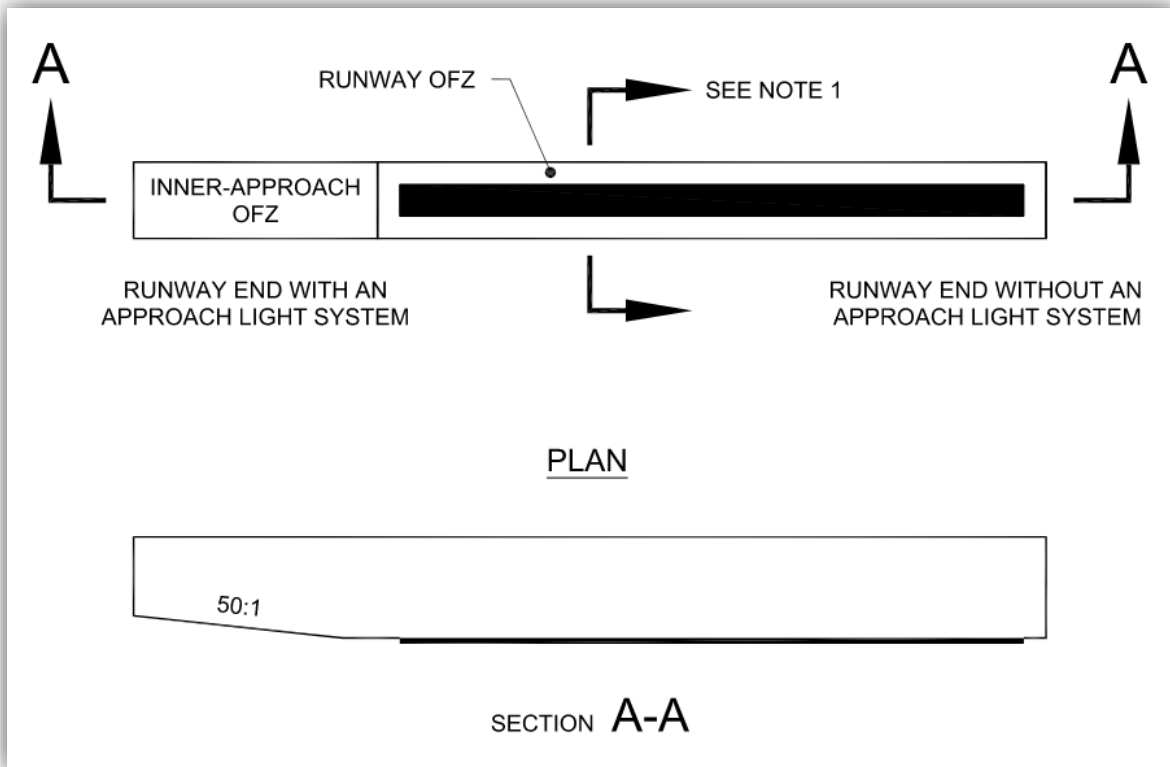 A
A
RUNWAY OFZ
SEE NOTE 1
INNER-APPROACH
OFZ
RUNWAY END WITH AN
APPROACH LIGHT SYSTEM
RUNWAY END WITHOUT AN
APPROACH LIGHT SYSTEM
PLAN
50:1
SECTION A-A